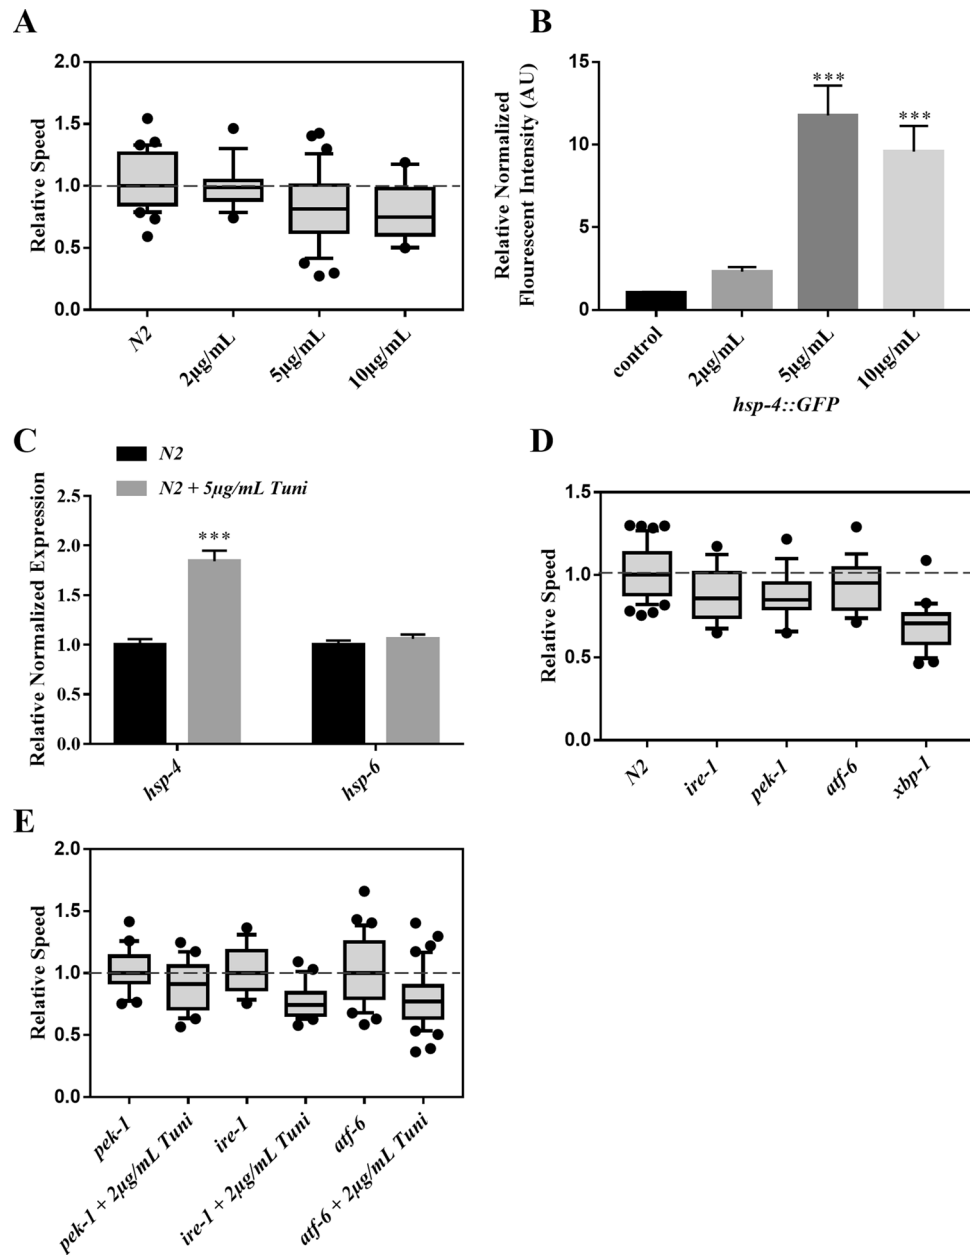 A
Relative Speed
2.0
1.5
1.0
0.5
0.0
N2
2µg/mL
5µg/mL
10µg/mL
B
Relative Normalized
Flourescent Intensity (AU)
15
10
5
0
***
***
control
2µg/mL
5µg/mL
10µg/mL
hsp-4::GFP
C
N2
N2 + 5µg/mL Tuni
Relative Normalized Expression
2.5
2.0
1.5
1.0
0.5
0.0
***
hsp-4
hsp-6
D
Relative Speed
1.5
1.0
0.5
0.0
N2
ire-1
pek-1
atf-6
xbp-1
E
Relative Speed
2.0
1.5
1.0
0.5
0.0
pek-1
pek-1 + 2µg/mL Tuni
ire-1
ire-1 + 2µg/mL Tuni
atf-6
atf-6 + 2µg/mL Tuni